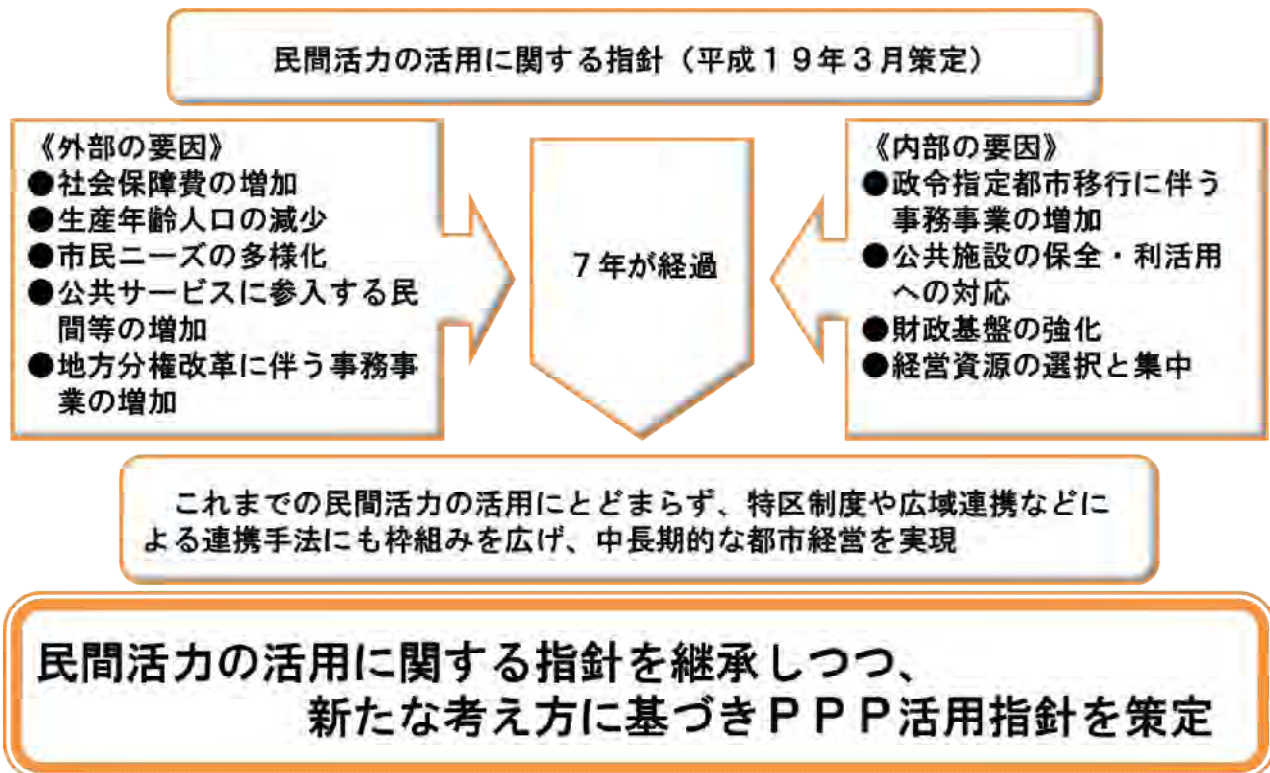 民間活力の活用に関する指針（平成１９年３月策定）
《外部の要因》
●社会保障費の増加
●生産年齢人口の減少
●市民ニーズの多様化
●公共サービスに参入する民
間等の増加
●地方分権改革に伴う事務事
業の増加
７年が経過
《内部の要因》
●政令指定都市移行に伴う
事務事業の増加
●公共施設の保全・利活用
への対応
●財政基盤の強化
●経営資源の選択と集中
これまでの民間活力の活用にとどまらず、特区制度や広域連携などに
よる連携手法にも枠組みを広げ、中長期的な都市経営を実現
民間活力の活用に関する指針を継承しつつ、
新たな考え方に基づきＰＰＰ活用指針を策定